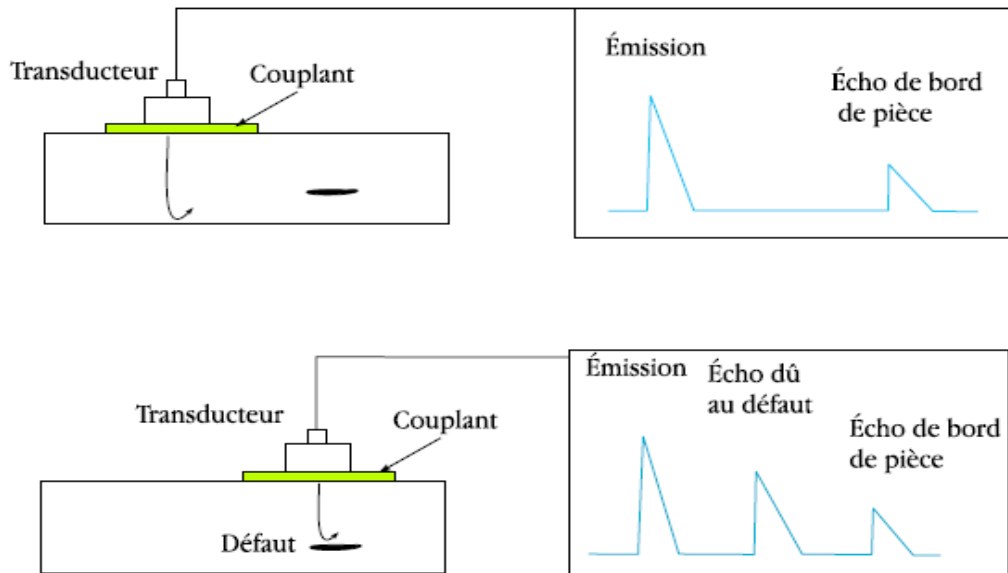 Émission
Transducteur
Couplant
Écho de bord
de pièce
Émission
Écho dû
au défaut
Transducteur
Couplant
Écho de bord
de pièce
Défaut